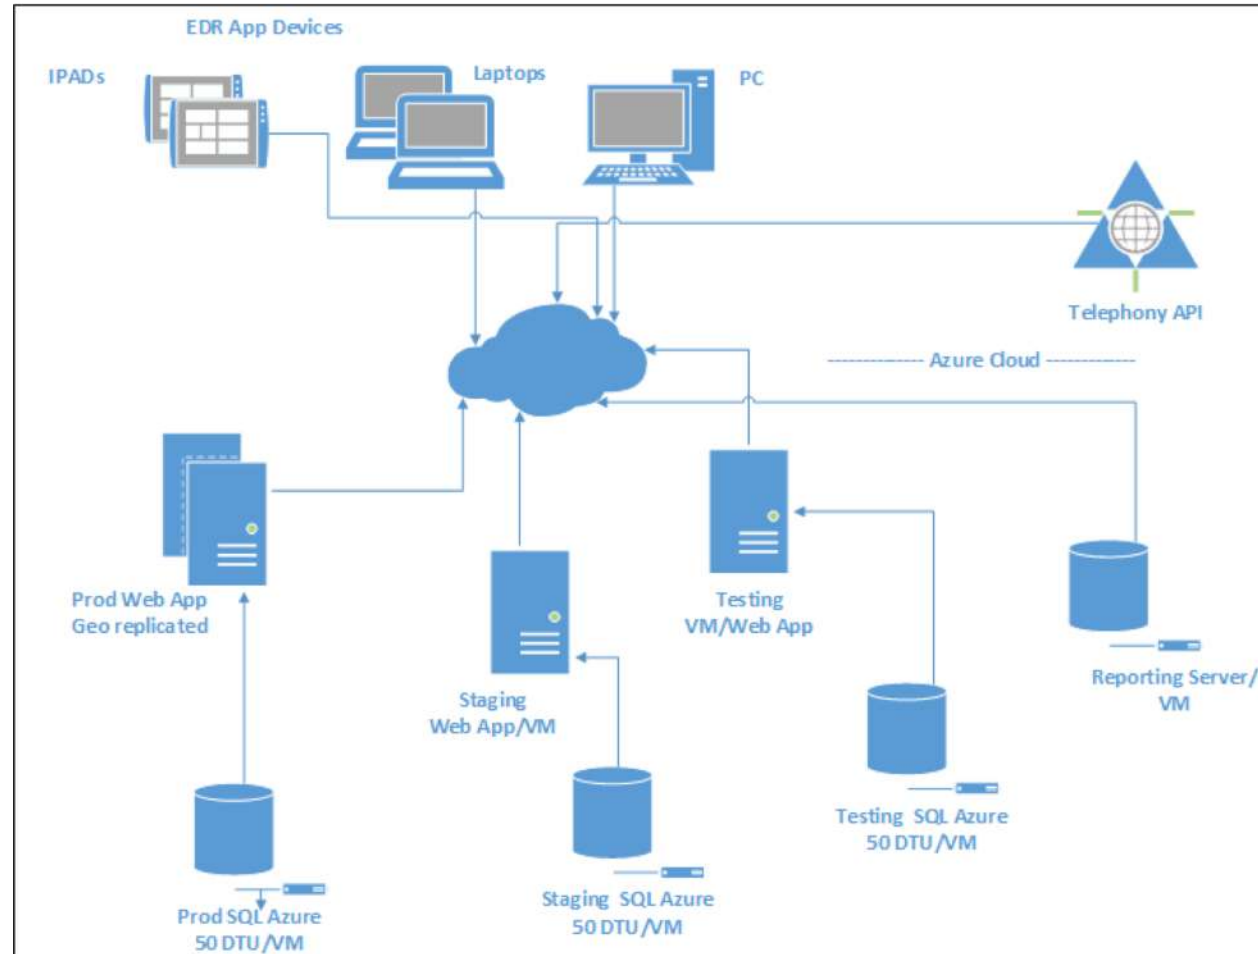 EDR App Devices
IPADs
Laptops
PC
Telephony API
------------- Azure Cloud ------------
Prod Web App
Geo replicated
Testing
VM/Web App
Reporting Server/
VM
Staging
Web App/VM
Testing SQL Azure
50 DTU/VM
Staging SQL Azure
50 DTU/VM
Prod SQL Azure
50 DTU/VM